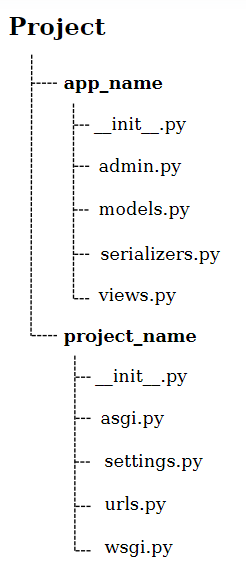 Project
app_name
__init__.py
admin.py
models.py
serializers.py
views.py
project_name
__init__.py
asgi.py
settings.py
urls.py
wsgi.py